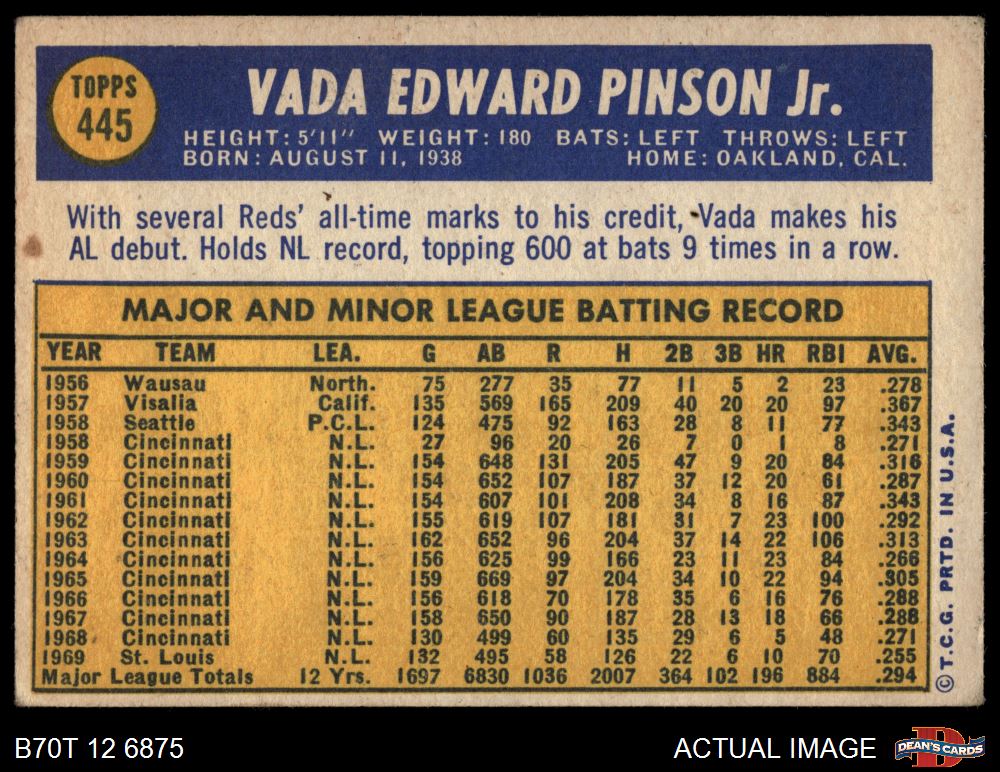 TOPPS
445
VADA EDWARD PINSON Jr.
HEIGHT: 5'11" WEIGHT: 180 BATS: LEFT THROWS: LEFT
BORN: AUGUST 11, 1938 HOME: OAKLAND, CAL.
With several Reds' all-time marks to his credit, Vada makes his
AL debut. Holds NL record, topping 600 at bats 9 times in a row.
MAJOR AND MINOR LEAGUE BATTING RECORD
YEAR TEAM LEA. G AB R H 2B 3B HR RBI AVG.
1956 Wausau North. 75 277 35 77 11 5 2 23 .278
1957 Visalia Calif. 135 569 165 209 40 20 20 97 .367
1958 Seattle P.C.L. 124 475 92 163 28 8 11 77 .343
1958 Cincinnati N.L. 27 96 20 26 7 0 1 8 .271
1959 Cincinnati N.L. 154 648 131 205 47 9 20 84 .316
1960 Cincinnati N.L. 154 652 107 187 37 12 20 61 .287
1961 Cincinnati N.L. 154 607 101 208 34 8 16 87 .343
1962 Cincinnati N.L. 155 619 107 181 31 7 23 100 .292
1963 Cincinnati N.L. 162 652 96 204 37 14 22 106 .313
1964 Cincinnati N.L. 156 625 99 166 23 11 23 84 .266
1965 Cincinnati N.L. 159 669 97 204 34 10 22 94 .305
1966 Cincinnati N.L. 156 618 70 178 35 6 16 76 .288
1967 Cincinnati N.L. 158 650 90 187 28 13 18 66 .288
1968 Cincinnati N.L. 130 499 60 135 29 6 5 48 .271
1969 St. Louis N.L. 132 495 58 126 22 6 10 70 .255
Major League Totals 12 Yrs. 1697 6830 1036 2007 364 102 196 884 .294
© T.C.G. PRTD. IN U.S.A.
B70T 12 6875 ACTUAL IMAGE
D
DEAN'S CARDS